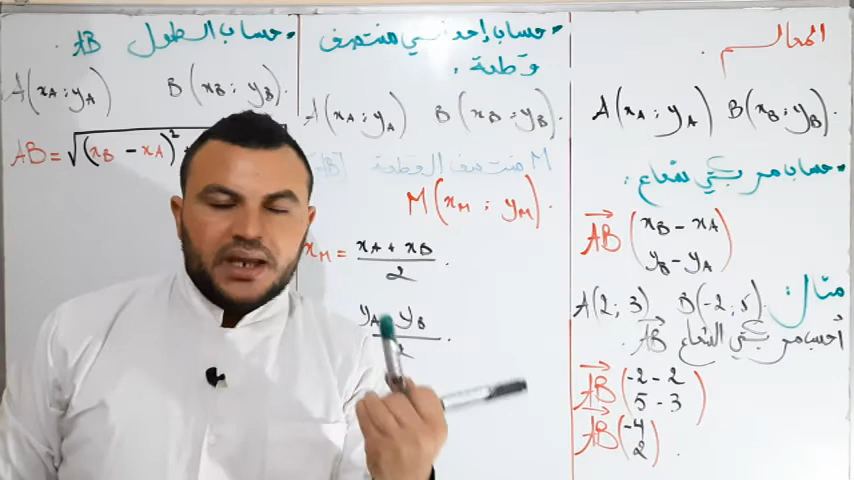 المعالم .
A(xA ; yA) B(xB ; yB).
• حساب مركبتي شعاع :
AB→ (xB - xA
yB - yA)
مثال :
A(2 ; 3) B(-2 ; 5).
أحسب مركبتي الشعاع AB→.
AB→ (-2 - 2
5 - 3)
AB→ (-4
2).
• حساب إحداثيي منتصف
قطعة .
A(xA ; yA) B(xB ; yB).
M منتصف القطعة [AB]
M(xM ; yM).
xM = xA + xB / 2 .
yA yB / 2 .
• حساب الطول AB .
A(xA ; yA) B(xB ; yB).
AB = √(xB - xA)²